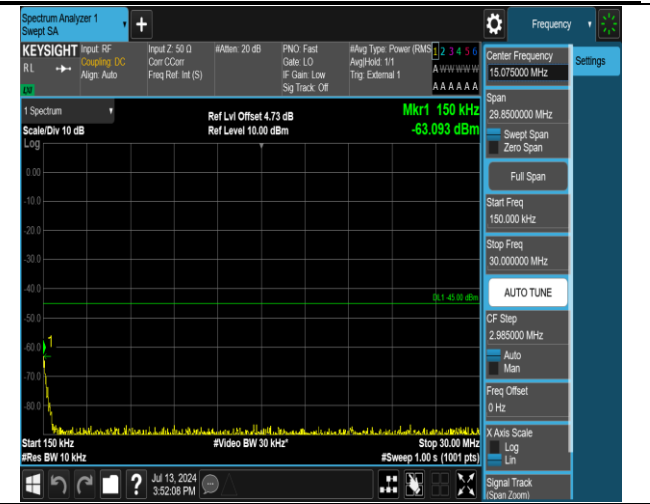 Spectrum Analyzer 1
Swept SA
Frequency
KEYSIGHT
RL
LXI
Input: RF
Coupling: DC
Align: Auto
Input Z: 50 Ω
Corr CCorr
Freq Ref: Int (S)
#Atten: 20 dB
PNO: Fast
Gate: LO
IF Gain: Low
Sig Track: Off
#Avg Type: Power (RMS
Avg|Hold: 1/1
Trig: External 1
1 2 3 4 5 6
A W W W W W
A A A A A A
1 Spectrum
Scale/Div 10 dB
Log
Ref Lvl Offset 4.73 dB
Ref Level 10.00 dBm
Mkr1 150 kHz
-63.093 dBm
0.00
-10.0
-20.0
-30.0
-40.0
DL1 -45.00 dBm
-50.0
-60.0
1
-70.0
-80.0
Start 150 kHz
#Res BW 10 kHz
#Video BW 30 kHz*
Stop 30.00 MHz
#Sweep 1.00 s (1001 pts)
?
Jul 13, 2024
3:52:08 PM
Center Frequency
15.075000 MHz
Settings
Span
29.8500000 MHz
Swept Span
Zero Span
Full Span
Start Freq
150.000 kHz
Stop Freq
30.000000 MHz
AUTO TUNE
CF Step
2.985000 MHz
Auto
Man
Freq Offset
0 Hz
X Axis Scale
Log
Lin
Signal Track
(Span Zoom)